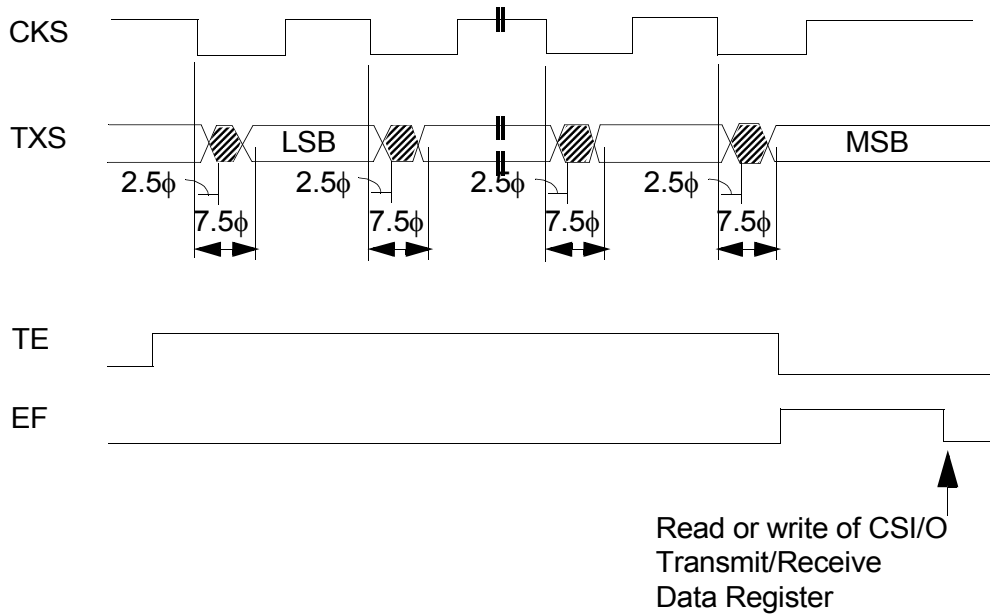 CKS
TXS
LSB
MSB
2.5ϕ
2.5ϕ
2.5ϕ
2.5ϕ
7.5ϕ
7.5ϕ
7.5ϕ
7.5ϕ
TE
EF
Read or write of CSI/O
Transmit/Receive
Data Register